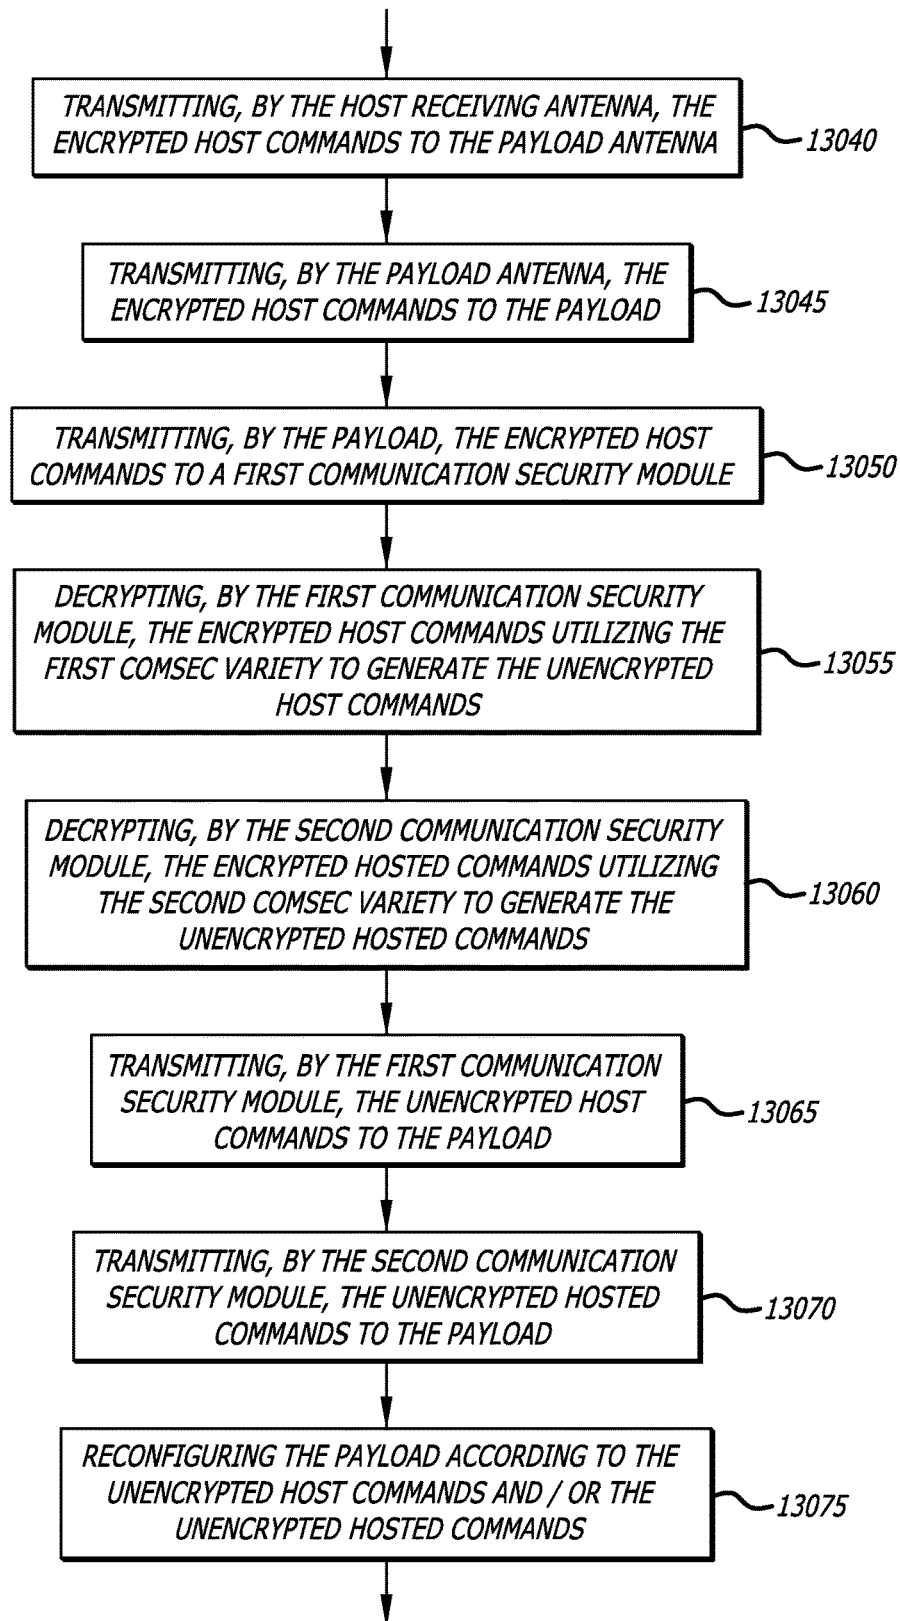 TRANSMITTING, BY THE HOST RECEIVING ANTENNA, THE
ENCRYPTED HOST COMMANDS TO THE PAYLOAD ANTENNA
13040
TRANSMITTING, BY THE PAYLOAD ANTENNA, THE
ENCRYPTED HOST COMMANDS TO THE PAYLOAD
13045
TRANSMITTING, BY THE PAYLOAD, THE ENCRYPTED HOST
COMMANDS TO A FIRST COMMUNICATION SECURITY MODULE
13050
DECRYPTING, BY THE FIRST COMMUNICATION SECURITY
MODULE, THE ENCRYPTED HOST COMMANDS UTILIZING THE
FIRST COMSEC VARIETY TO GENERATE THE UNENCRYPTED
HOST COMMANDS
13055
DECRYPTING, BY THE SECOND COMMUNICATION SECURITY
MODULE, THE ENCRYPTED HOSTED COMMANDS UTILIZING
THE SECOND COMSEC VARIETY TO GENERATE THE
UNENCRYPTED HOSTED COMMANDS
13060
TRANSMITTING, BY THE FIRST COMMUNICATION
SECURITY MODULE, THE UNENCRYPTED HOST
COMMANDS TO THE PAYLOAD
13065
TRANSMITTING, BY THE SECOND COMMUNICATION
SECURITY MODULE, THE UNENCRYPTED HOSTED
COMMANDS TO THE PAYLOAD
13070
RECONFIGURING THE PAYLOAD ACCORDING TO THE
UNENCRYPTED HOST COMMANDS AND / OR THE
UNENCRYPTED HOSTED COMMANDS
13075